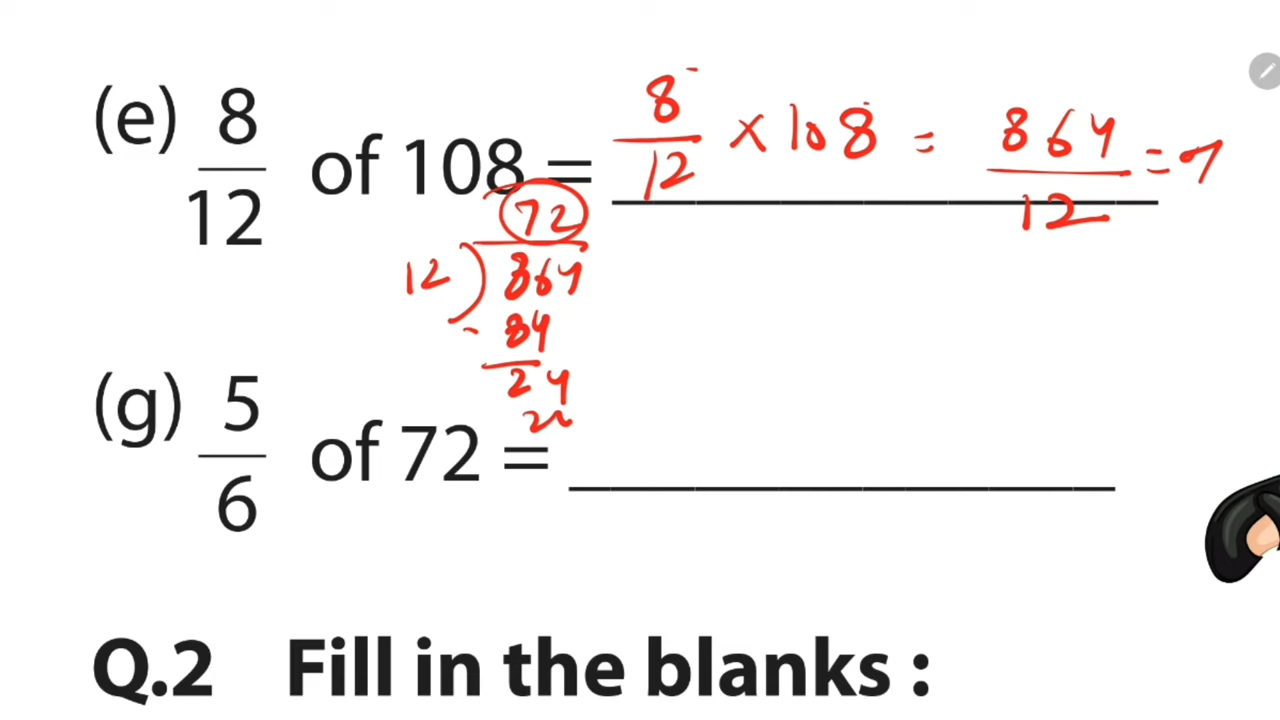 (e) 8/12 of 108 = 8/12 × 108 = 864/12 = 7
72
12 ) 864
- 84
24
(g) 5/6 of 72 = ____________
Q.2 Fill in the blanks :